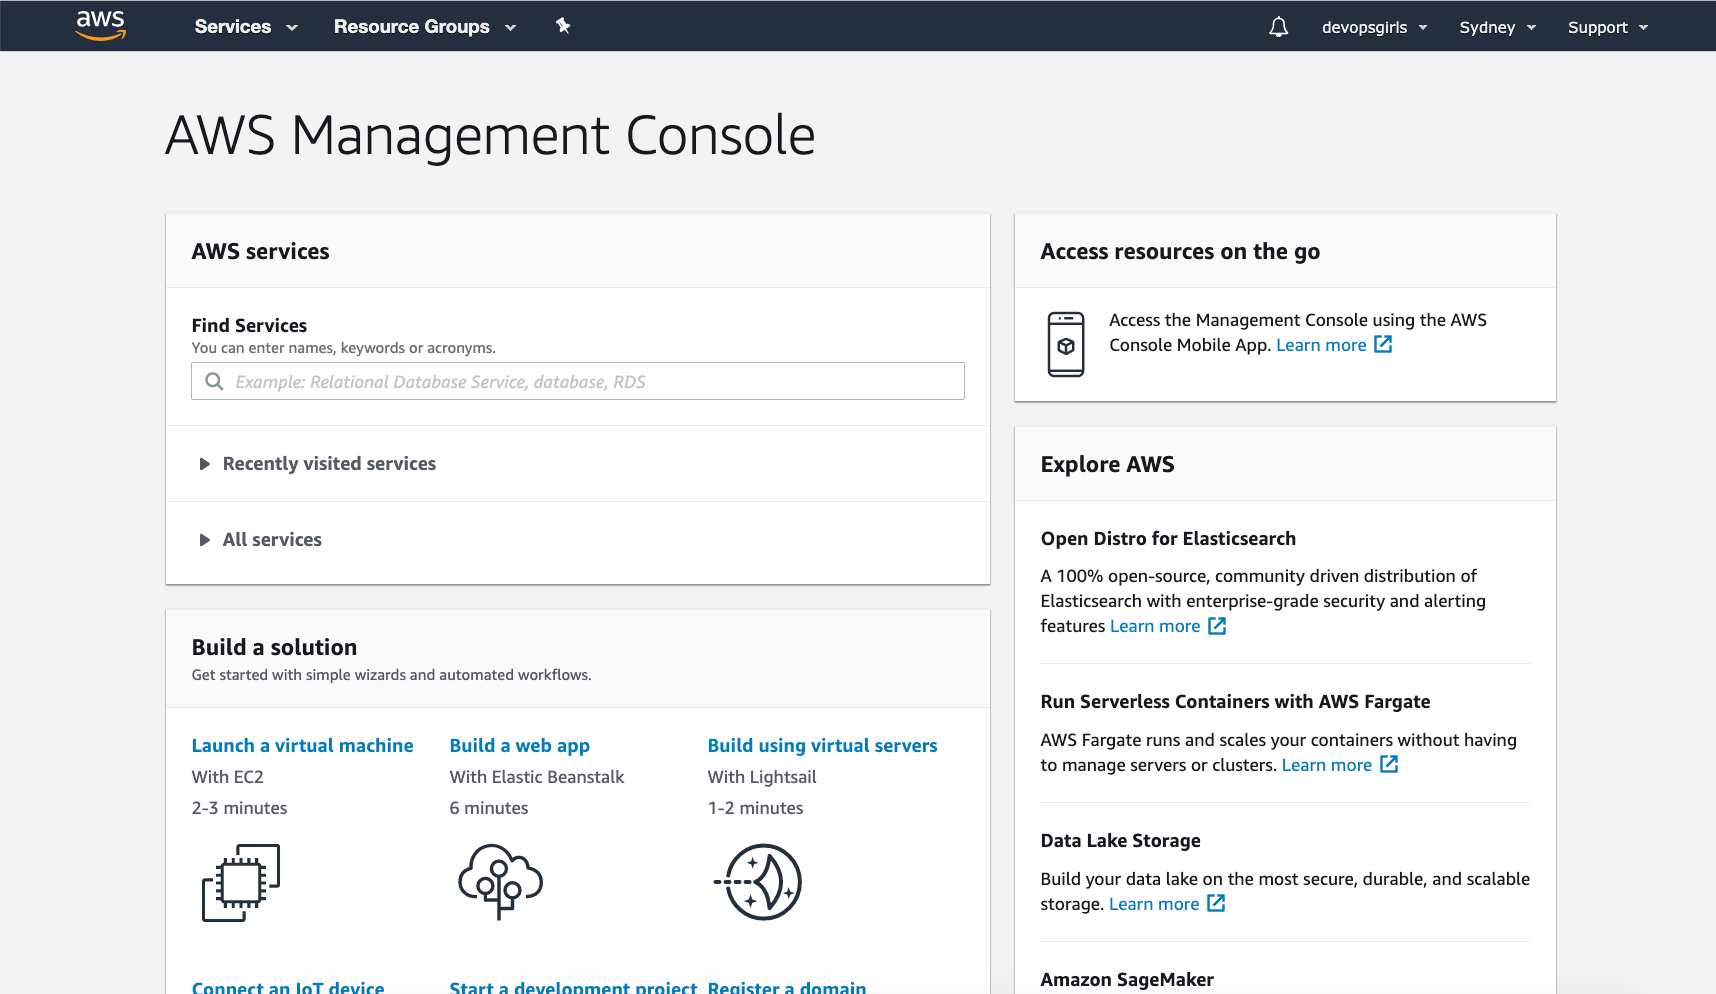 aws Services Resource Groups devopsgirls Sydney Support
AWS Management Console
AWS services
Find Services
You can enter names, keywords or acronyms.
Example: Relational Database Service, database, RDS
Recently visited services
All services
Build a solution
Get started with simple wizards and automated workflows.
Launch a virtual machine
With EC2
2-3 minutes
Build a web app
With Elastic Beanstalk
6 minutes
Build using virtual servers
With Lightsail
1-2 minutes
Connect an IoT device
Start a development project
Register a domain
Access resources on the go
Access the Management Console using the AWS
Console Mobile App. Learn more
Explore AWS
Open Distro for Elasticsearch
A 100% open-source, community driven distribution of
Elasticsearch with enterprise-grade security and alerting
features Learn more
Run Serverless Containers with AWS Fargate
AWS Fargate runs and scales your containers without having
to manage servers or clusters. Learn more
Data Lake Storage
Build your data lake on the most secure, durable, and scalable
storage. Learn more
Amazon SageMaker